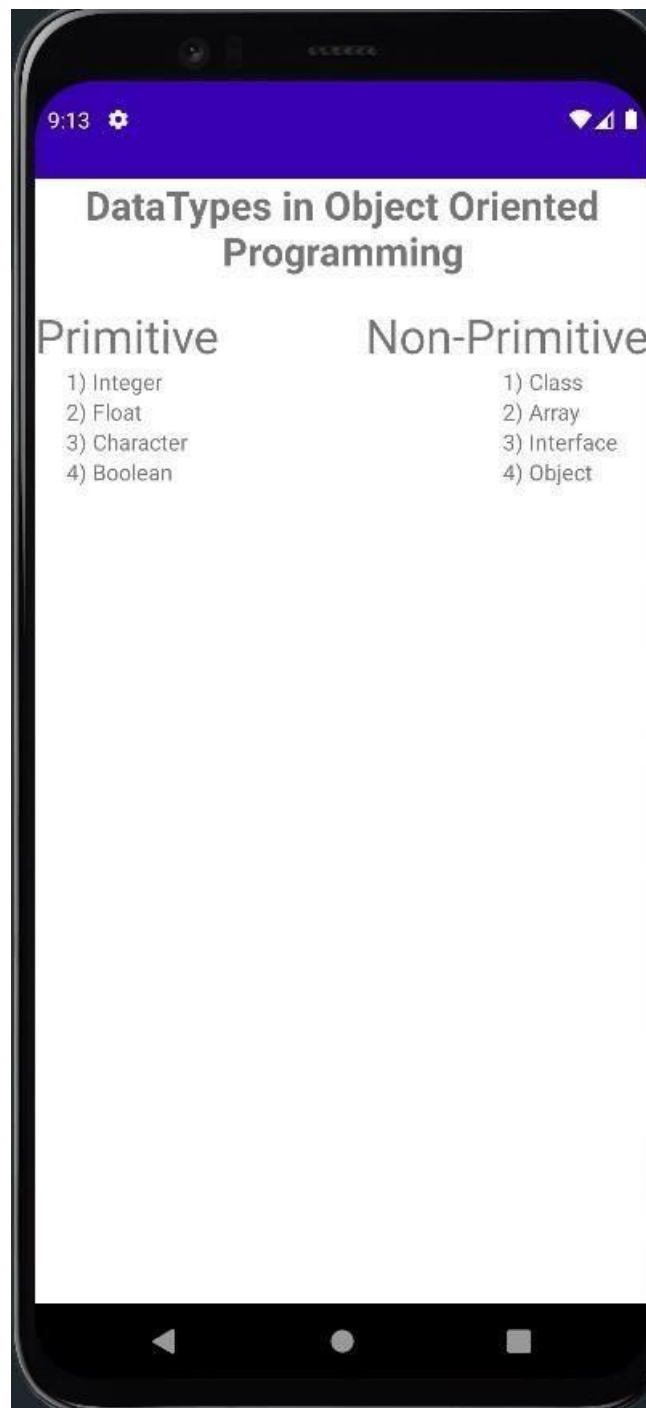 9:13
DataTypes in Object Oriented
Programming
Primitive
1) Integer
2) Float
3) Character
4) Boolean
Non-Primitive
1) Class
2) Array
3) Interface
4) Object